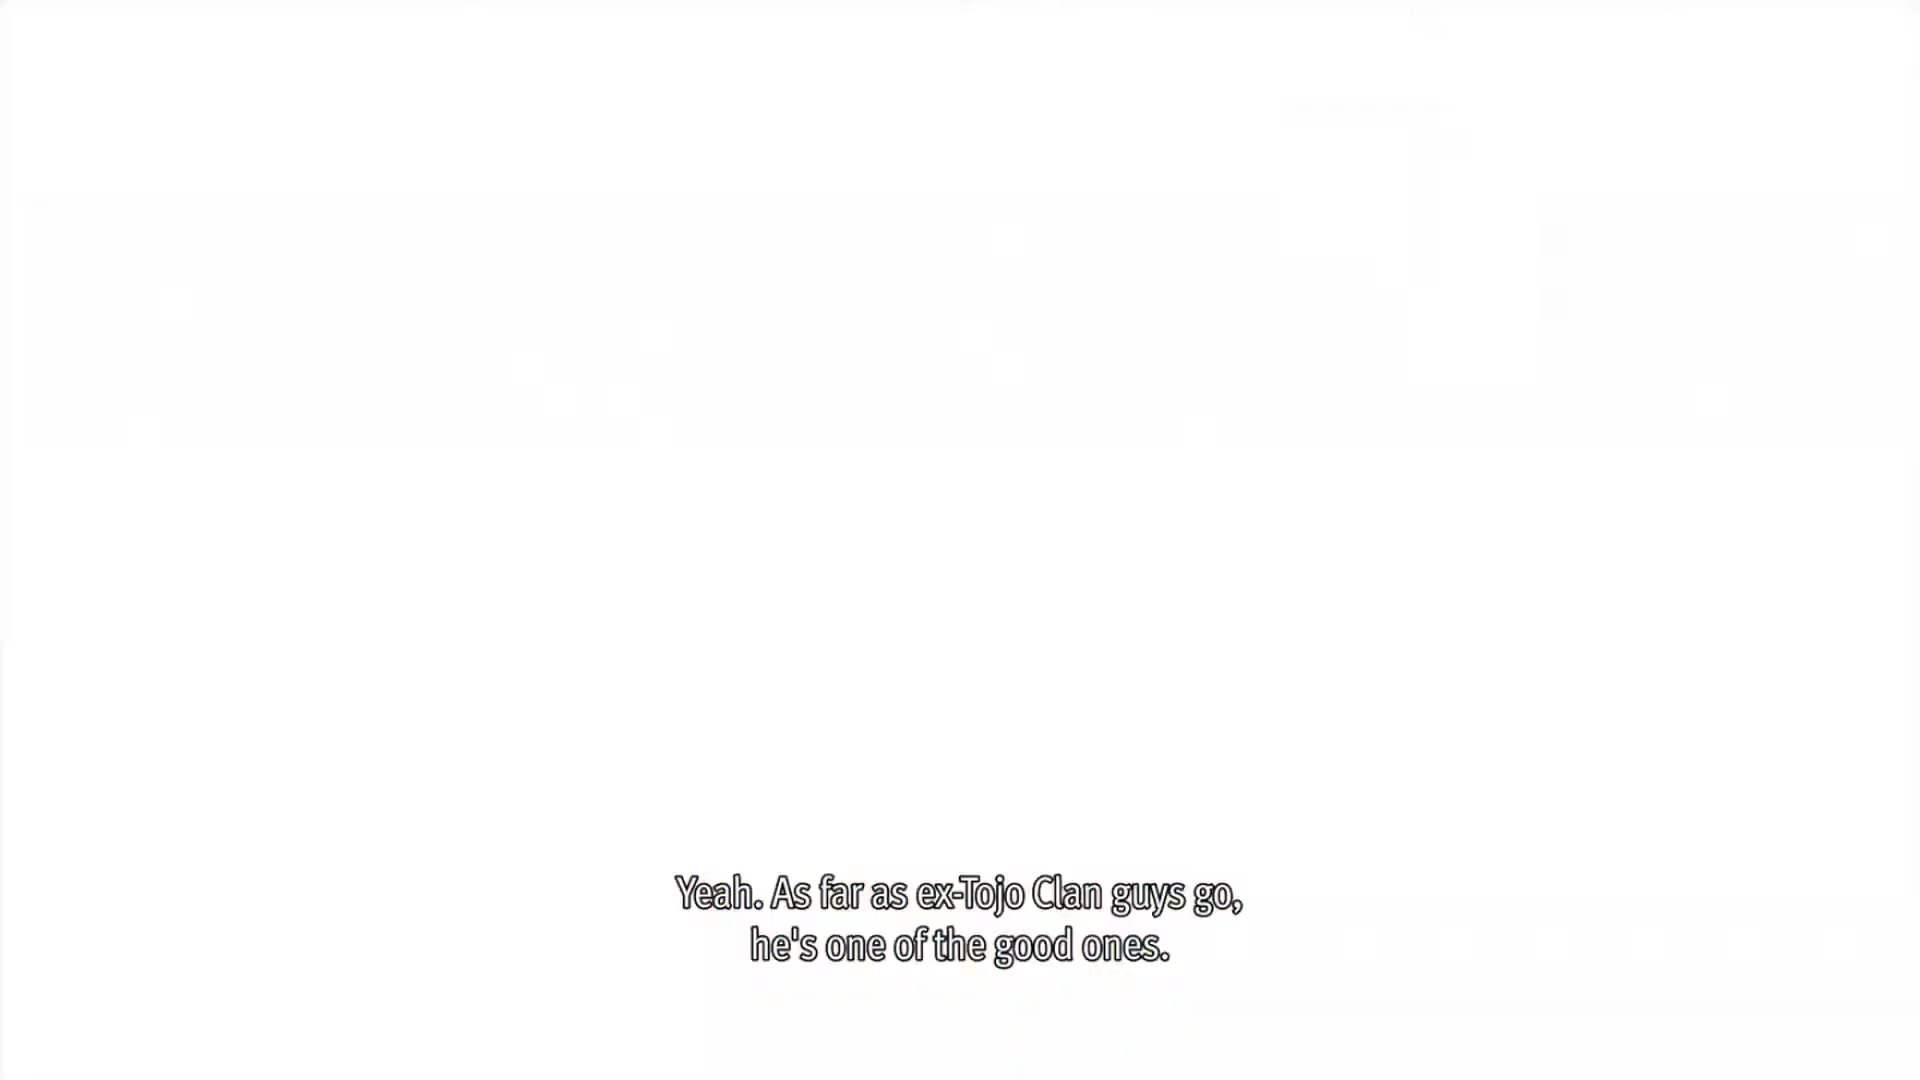 Yeah. As far as ex-Tojo Clan guys go,
he's one of the good ones.